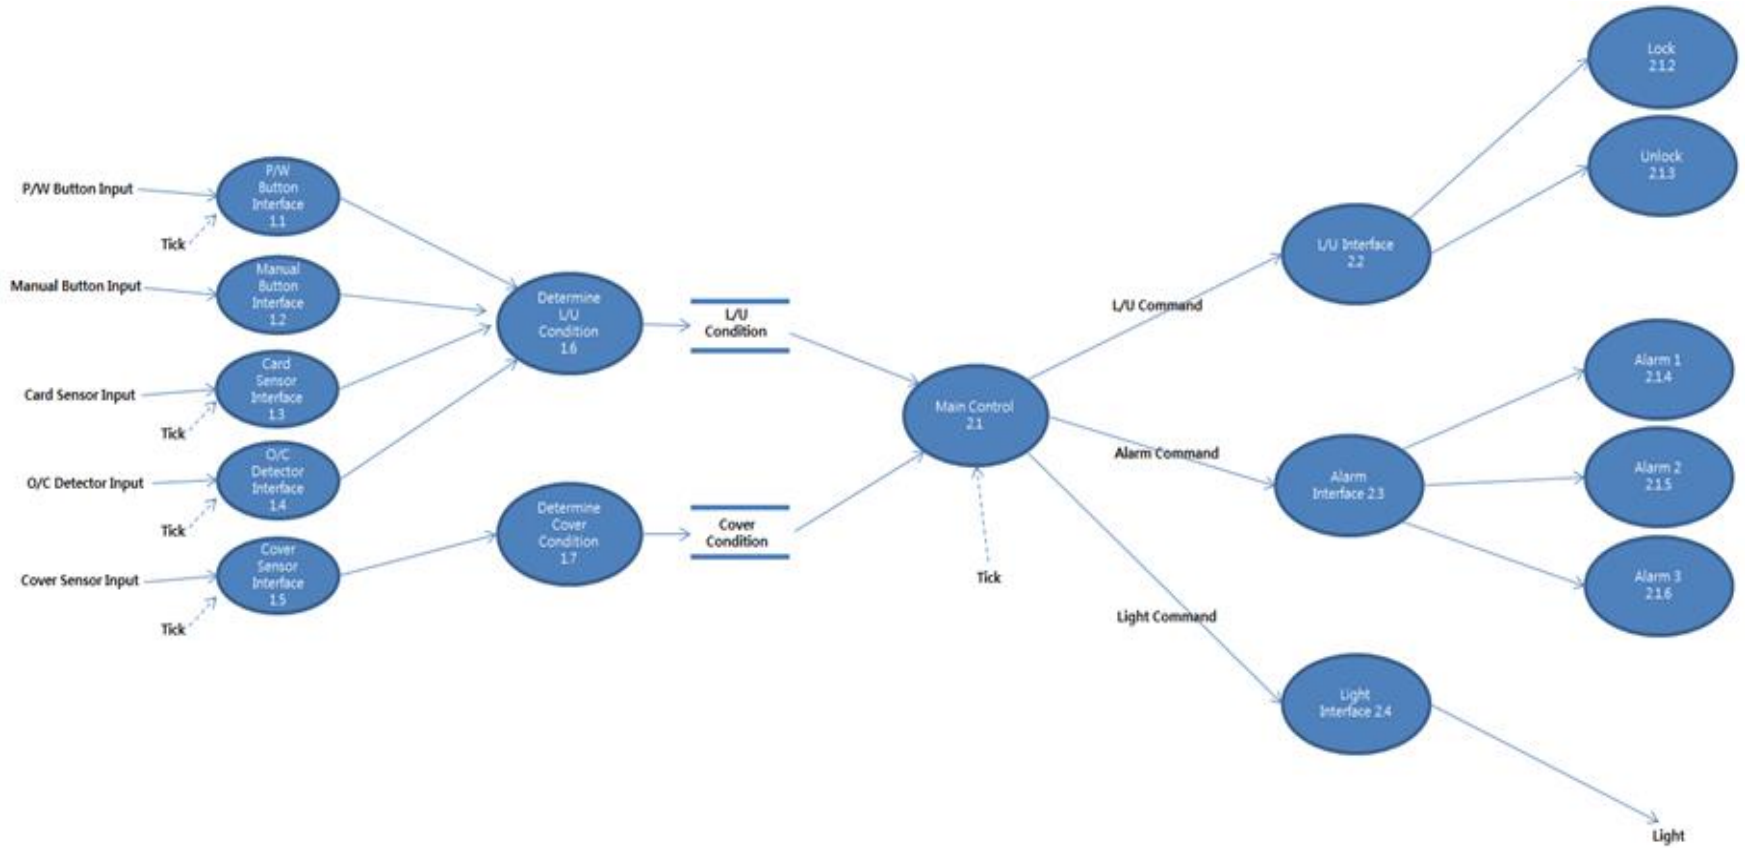 P/W Button Input
Tick
Manual Button Input
Card Sensor Input
Tick
O/C Detector Input
Tick
Cover Sensor Input
Tick
P/W
Button
Interface
1.1
Manual
Button
Interface
1.2
Card
Sensor
Interface
1.3
O/C
Detector
Interface
1.4
Cover
Sensor
Interface
1.5
Determine
L/U
Condition
1.6
Determine
Cover
Condition
1.7
L/U
Condition
Cover
Condition
Main Control
2.1
Tick
L/U Command
Alarm Command
Light Command
L/U Interface
2.2
Alarm
Interface 2.3
Light
Interface 2.4
Lock
2.1.2
Unlock
2.1.3
Alarm 1
2.1.4
Alarm 2
2.1.5
Alarm 3
2.1.6
Light